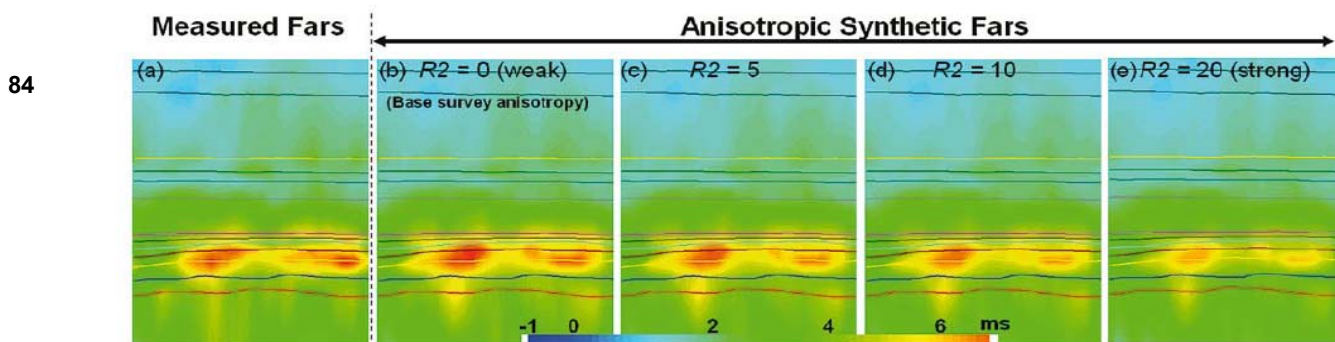 Measured Fars
Anisotropic Synthetic Fars
84
(a)
(b) R2 = 0 (weak)
(Base survey anisotropy)
(c) R2 = 5
(d) R2 = 10
(e) R2 = 20 (strong)
-1 0 2 4 6 ms